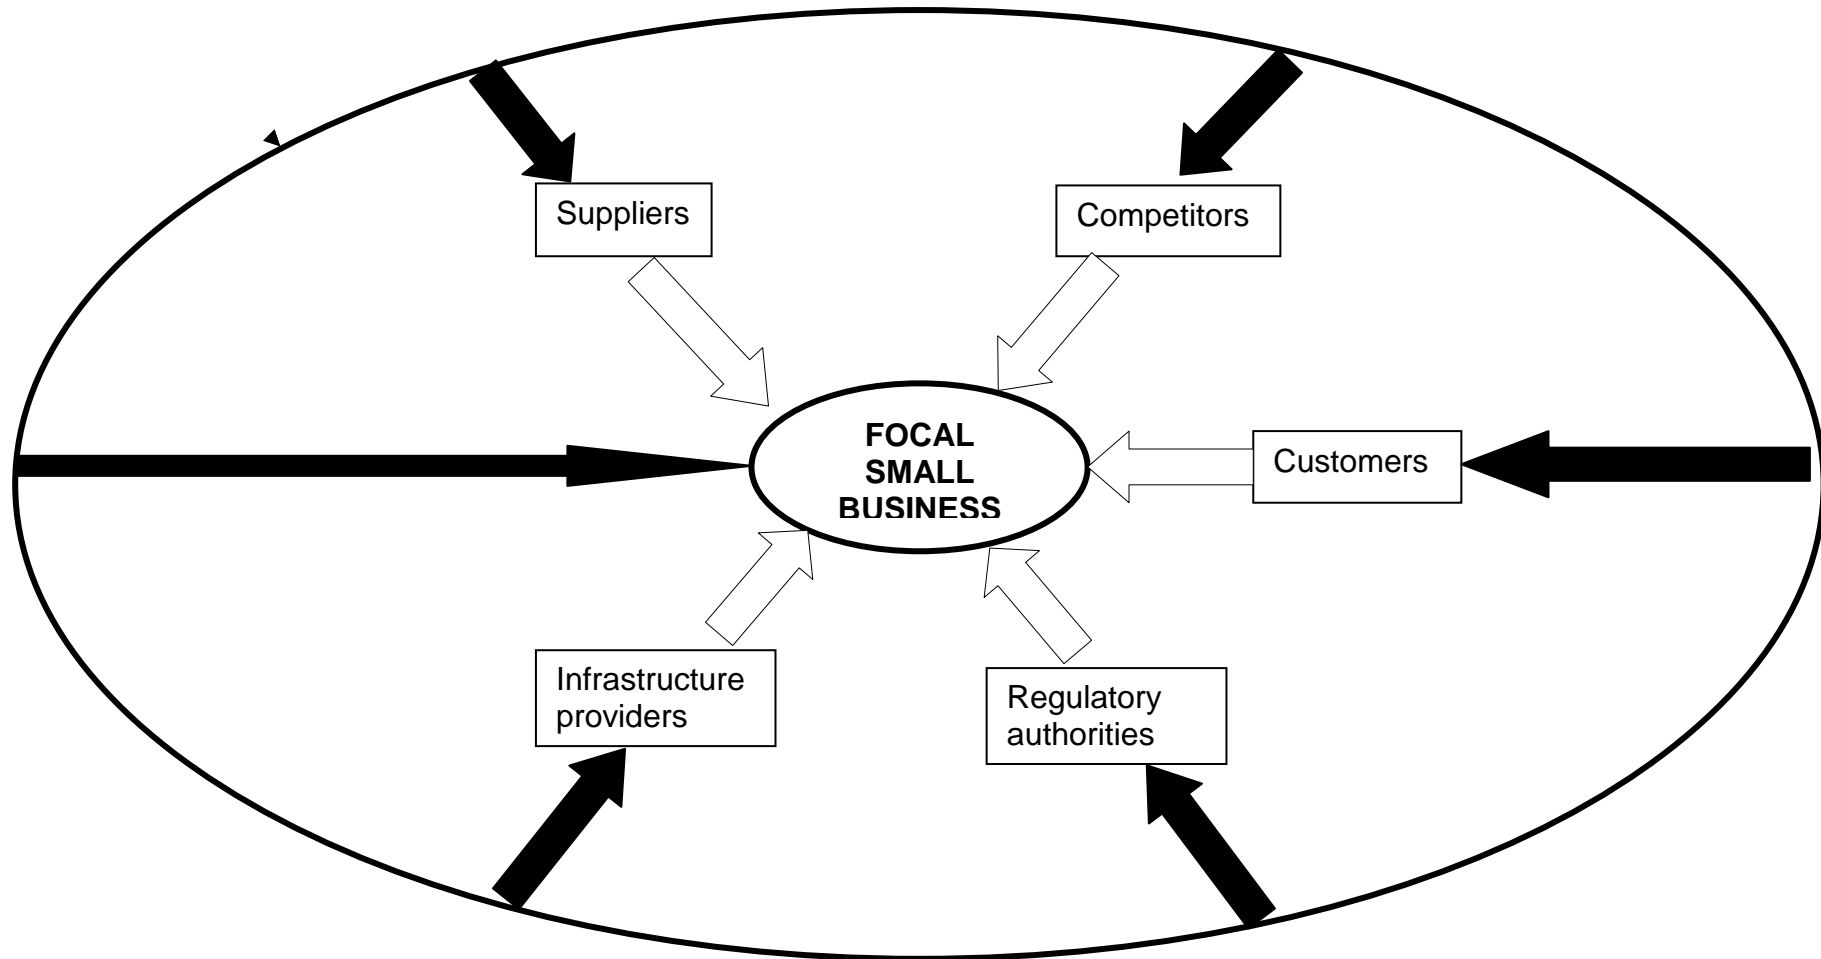 Suppliers
Competitors
FOCAL
SMALL
BUSINESS
Customers
Infrastructure
providers
Regulatory
authorities